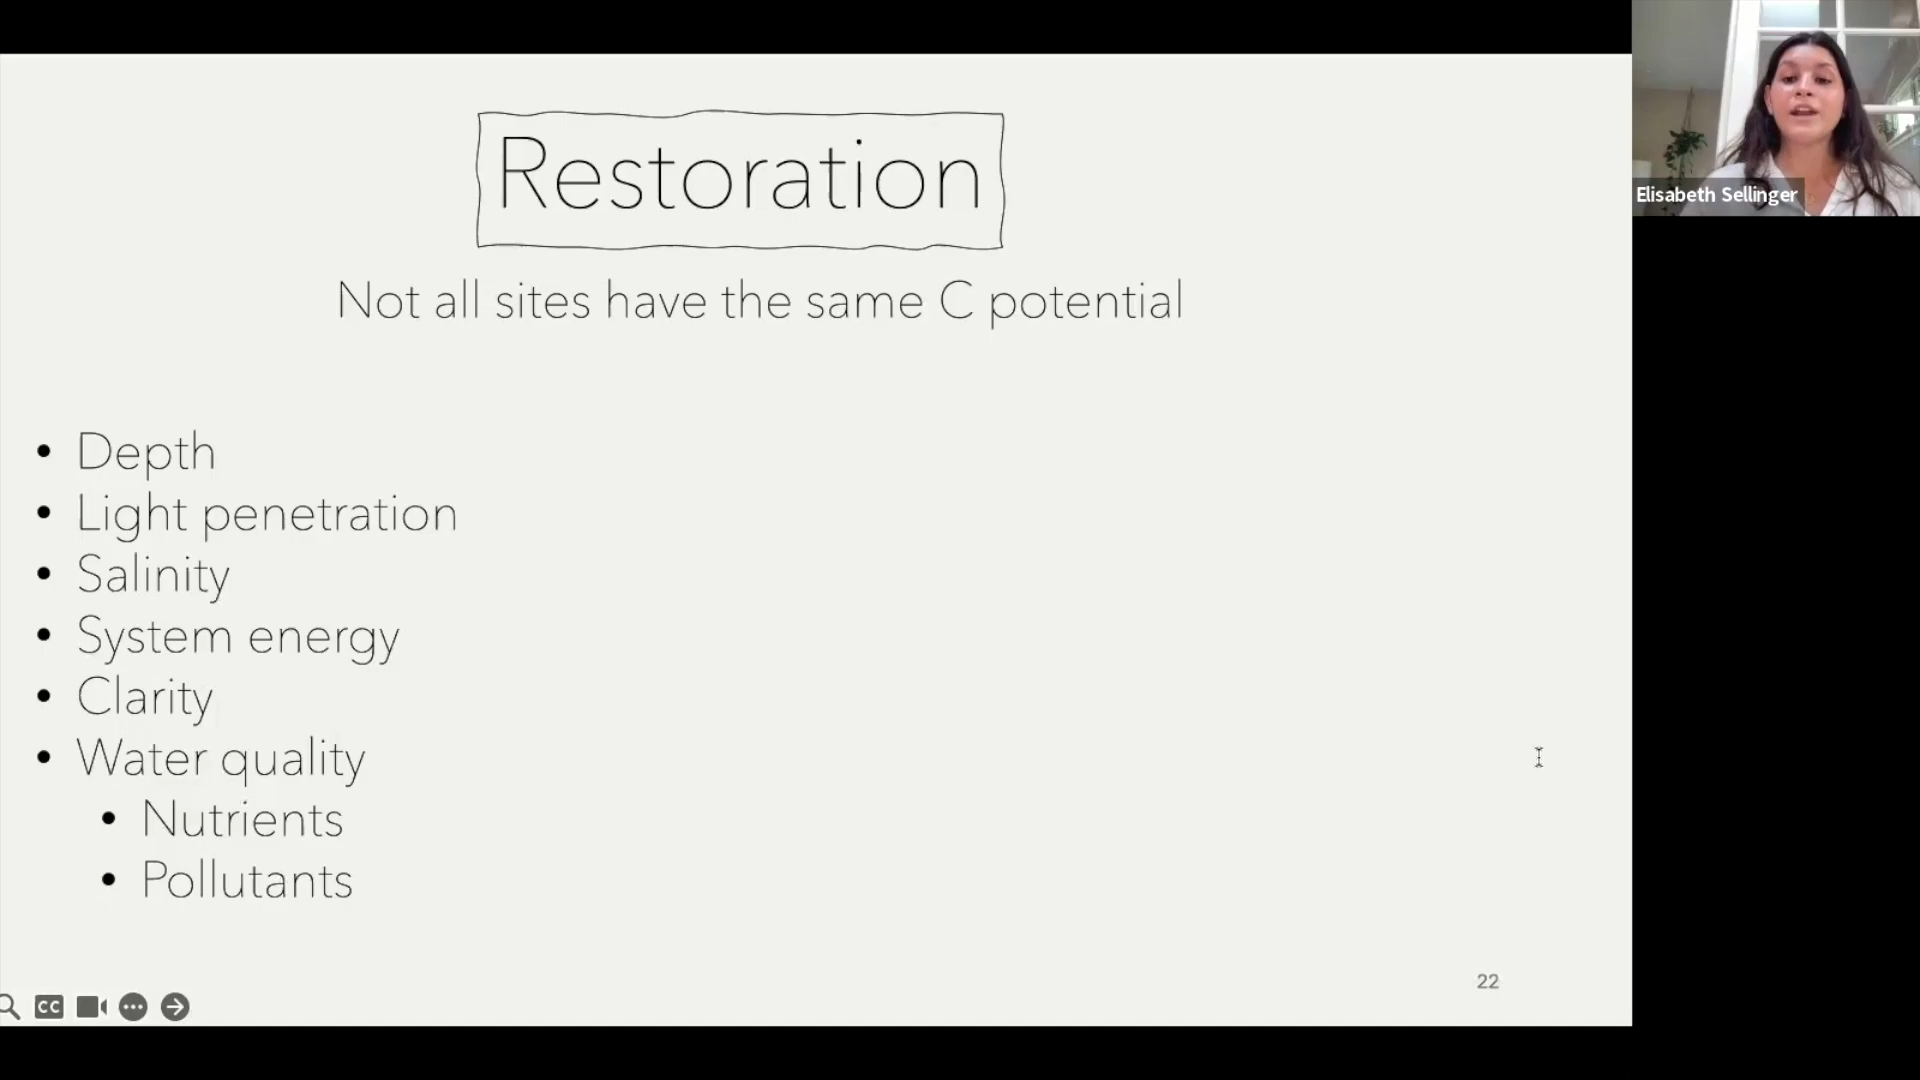 Restoration
Not all sites have the same C potential
• Depth
• Light penetration
• Salinity
• System energy
• Clarity
• Water quality
• Nutrients
• Pollutants
22
CC
Elisabeth Sellinger